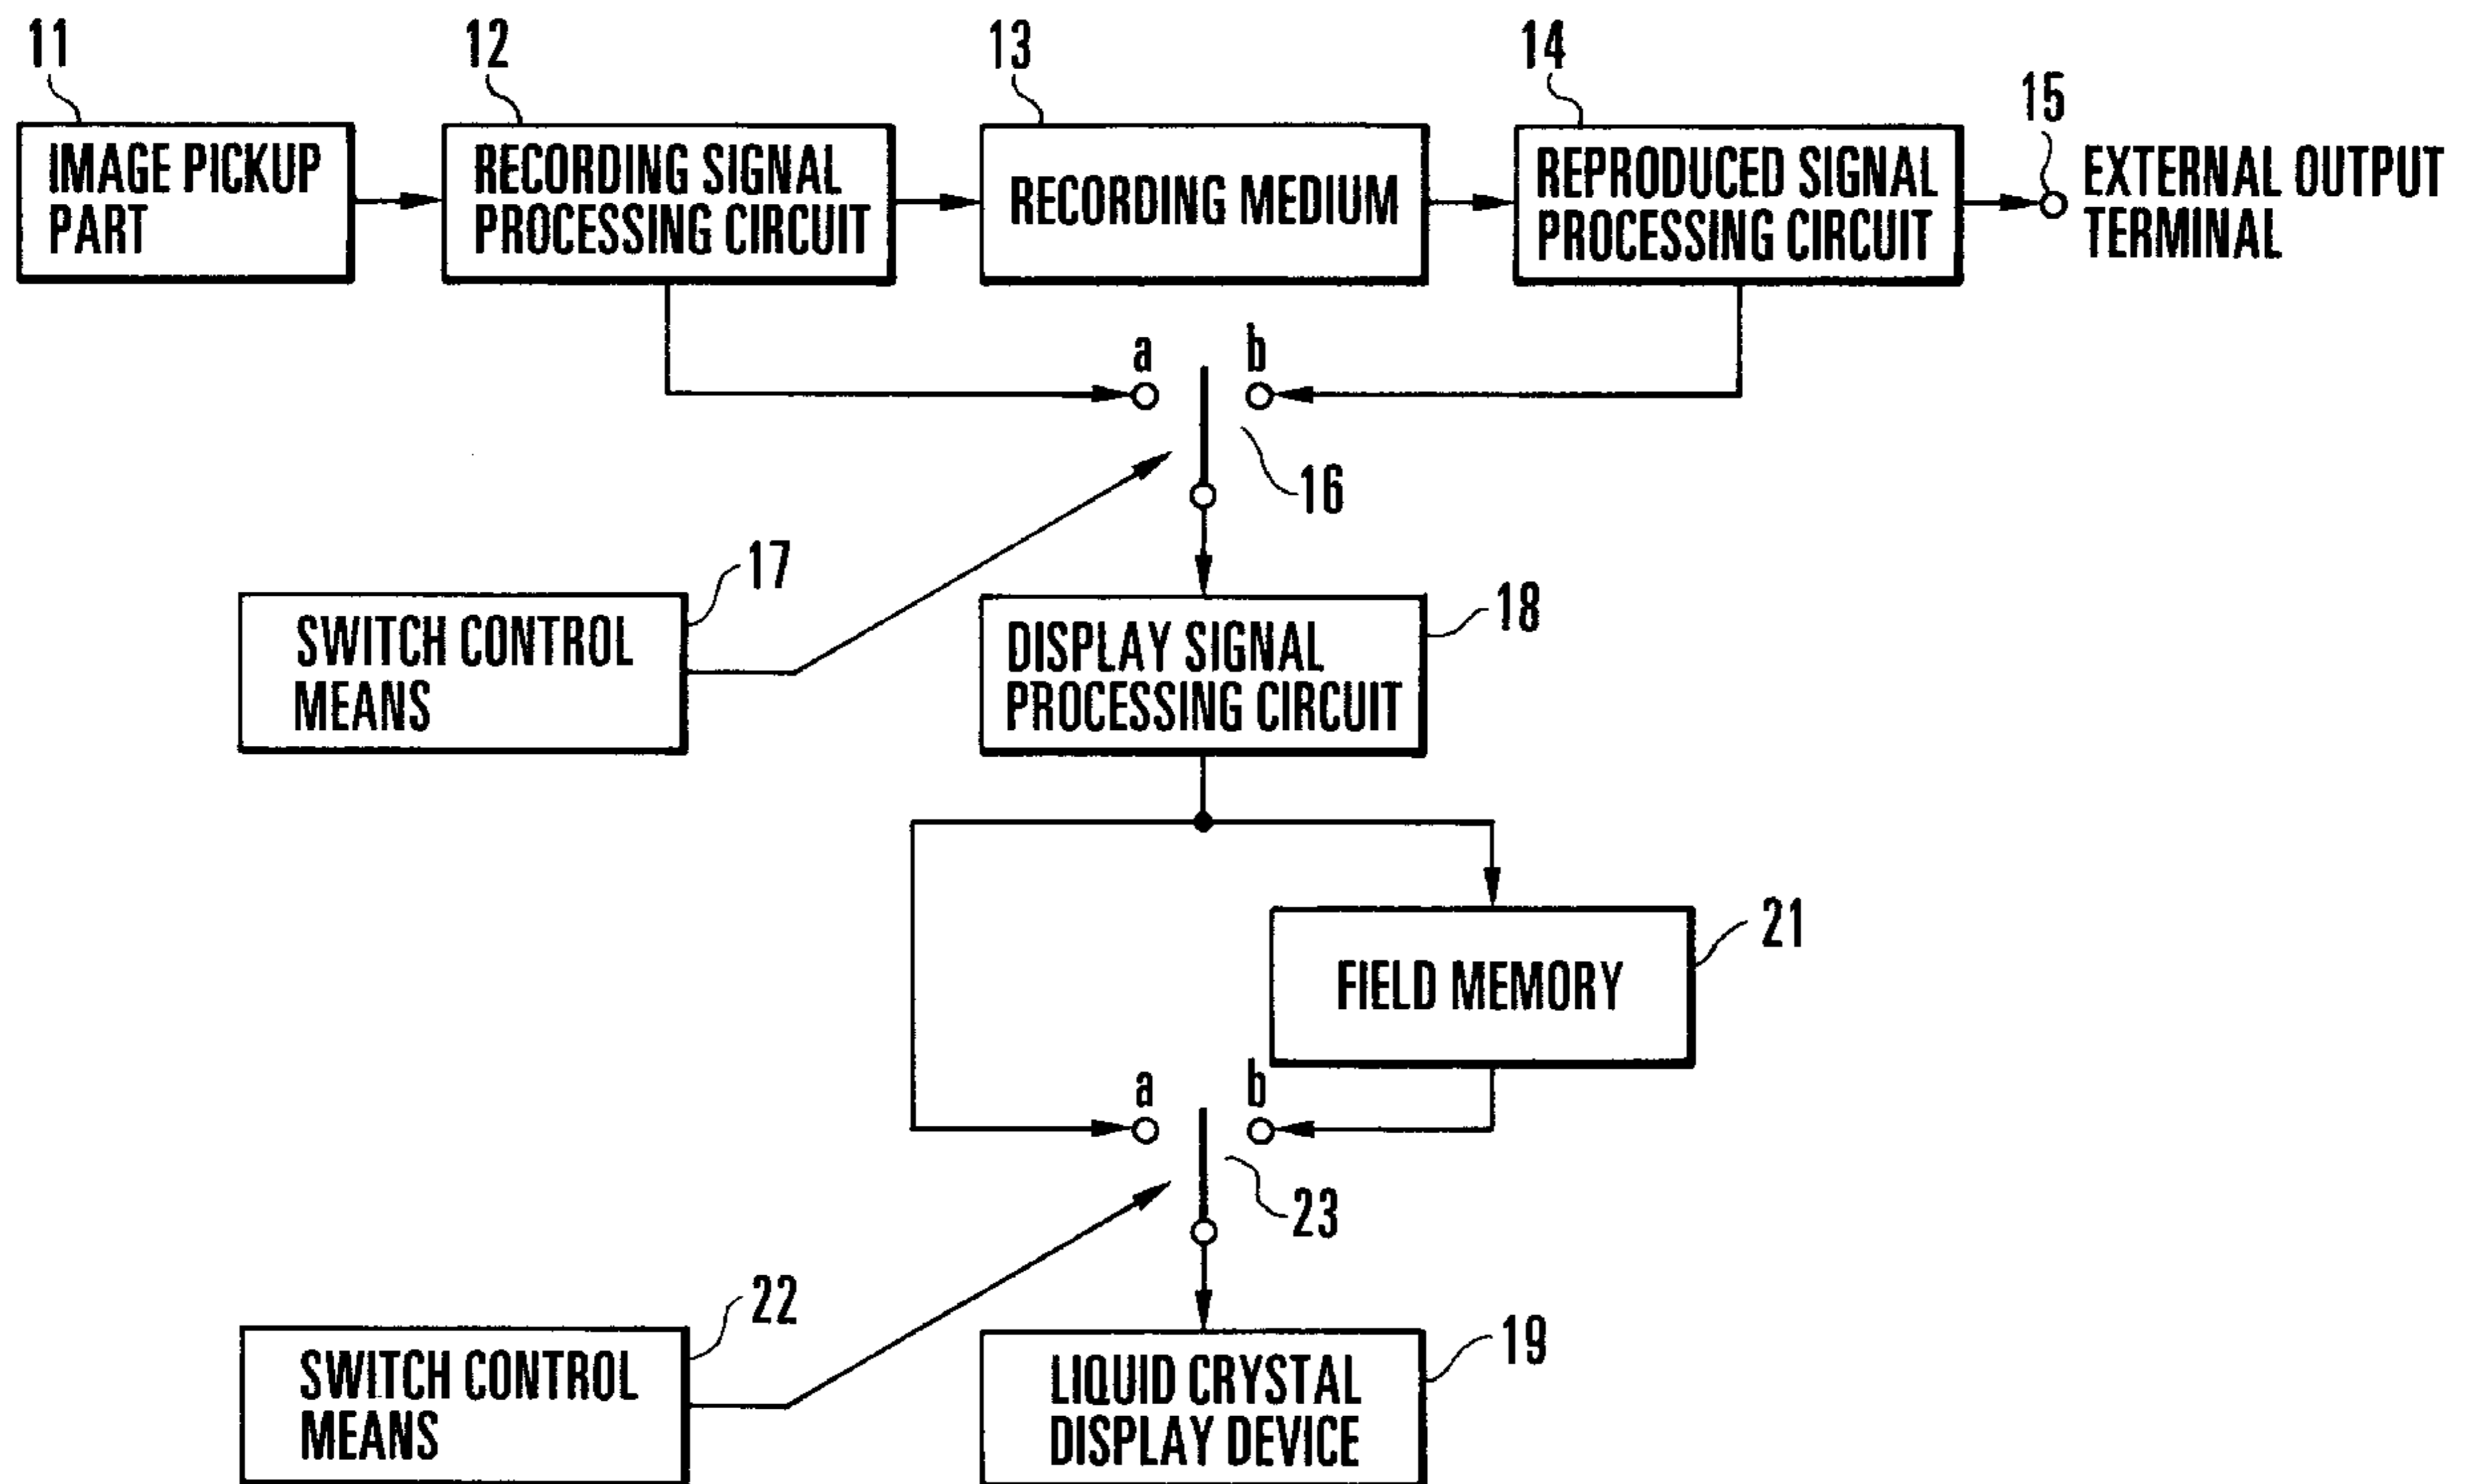 11
12
13
14
15
IMAGE PICKUP
PART
RECORDING SIGNAL
PROCESSING CIRCUIT
RECORDING MEDIUM
REPRODUCED SIGNAL
PROCESSING CIRCUIT
EXTERNAL OUTPUT
TERMINAL
a
b
16
17
SWITCH CONTROL
MEANS
18
DISPLAY SIGNAL
PROCESSING CIRCUIT
21
FIELD MEMORY
a
b
23
22
SWITCH CONTROL
MEANS
19
LIQUID CRYSTAL
DISPLAY DEVICE